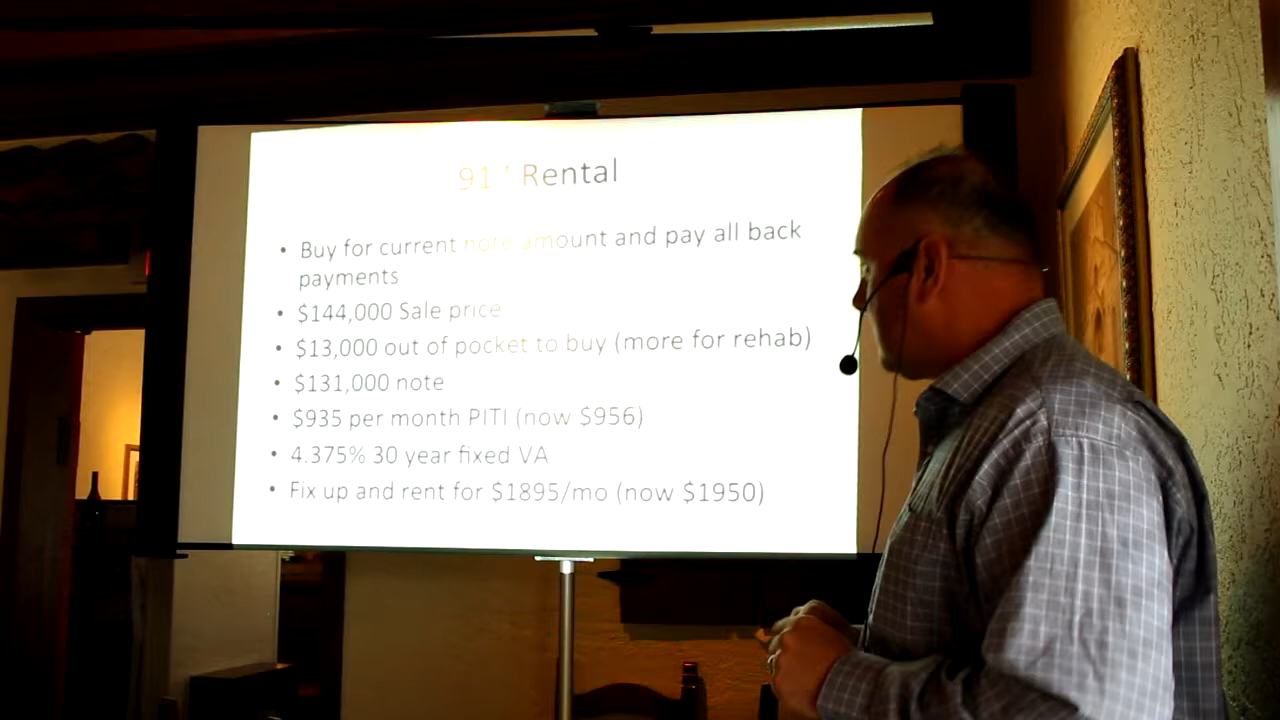 Rental
• Buy for current note amount and pay all back
payments
• $144,000 Sale price
• $13,000 out of pocket to buy (more for rehab)
• $131,000 note
• $935 per month PITI (now $956)
• 4.375% 30 year fixed VA
• Fix up and rent for $1895/mo (now $1950)